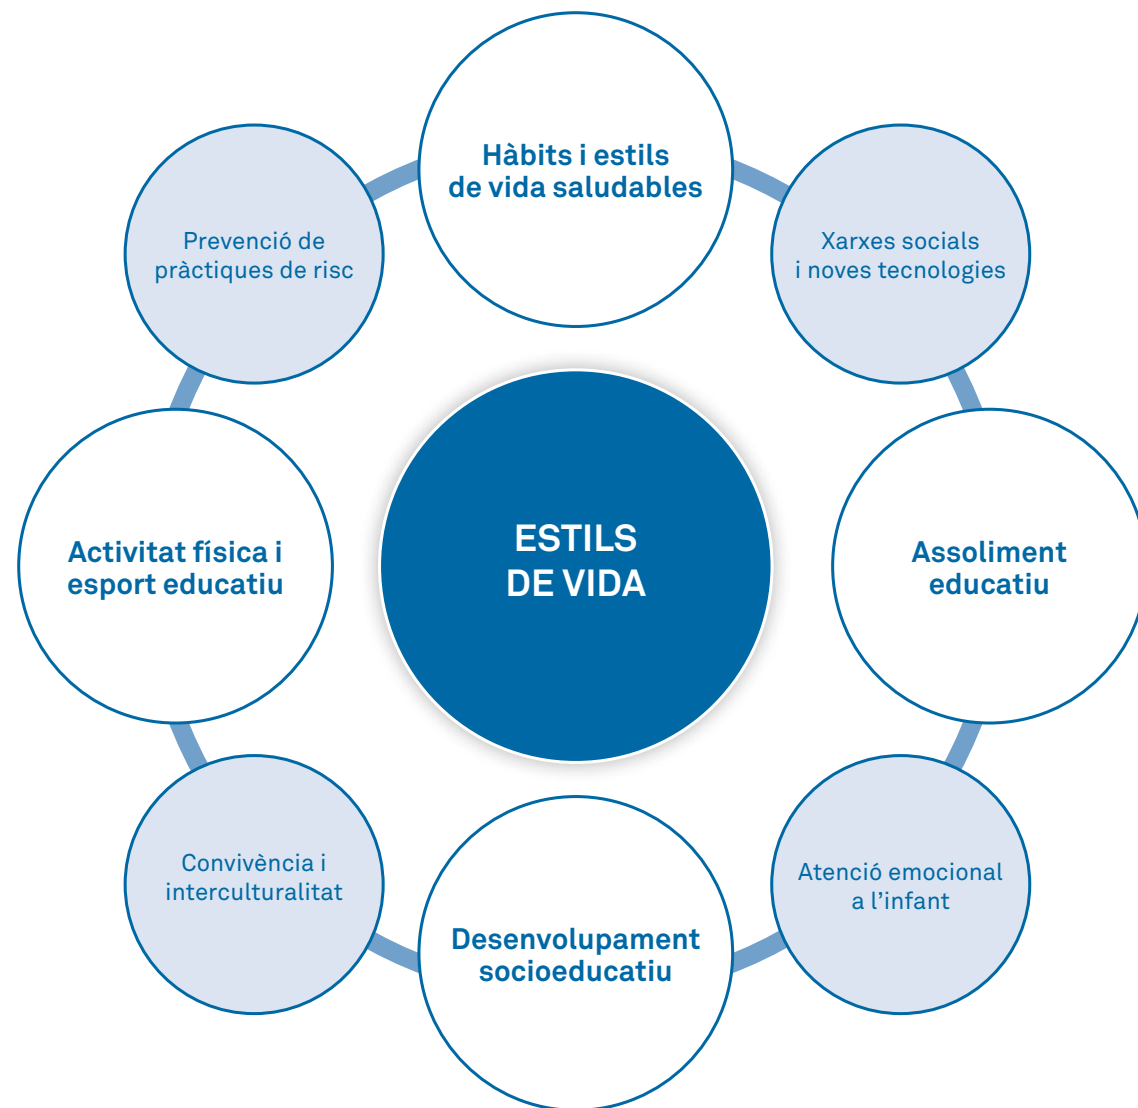 Hàbits i estils
de vida saludables
Prevenció de
pràctiques de risc
Xarxes socials
i noves tecnologies
Activitat física i
esport educatiu
ESTILS
DE VIDA
Assoliment
educatiu
Convivència i
interculturalitat
Atenció emocional
a l’infant
Desenvolupament
socioeducatiu